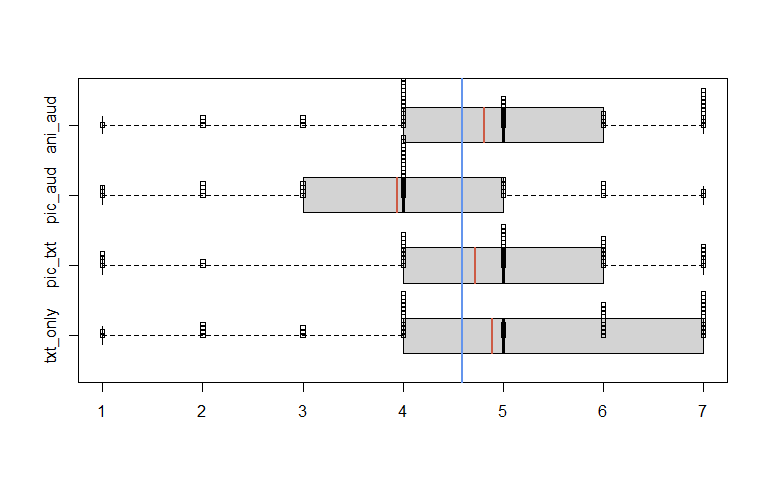 ani_aud
pic_aud
pic_txt
txt_only
1 2 3 4 5 6 7